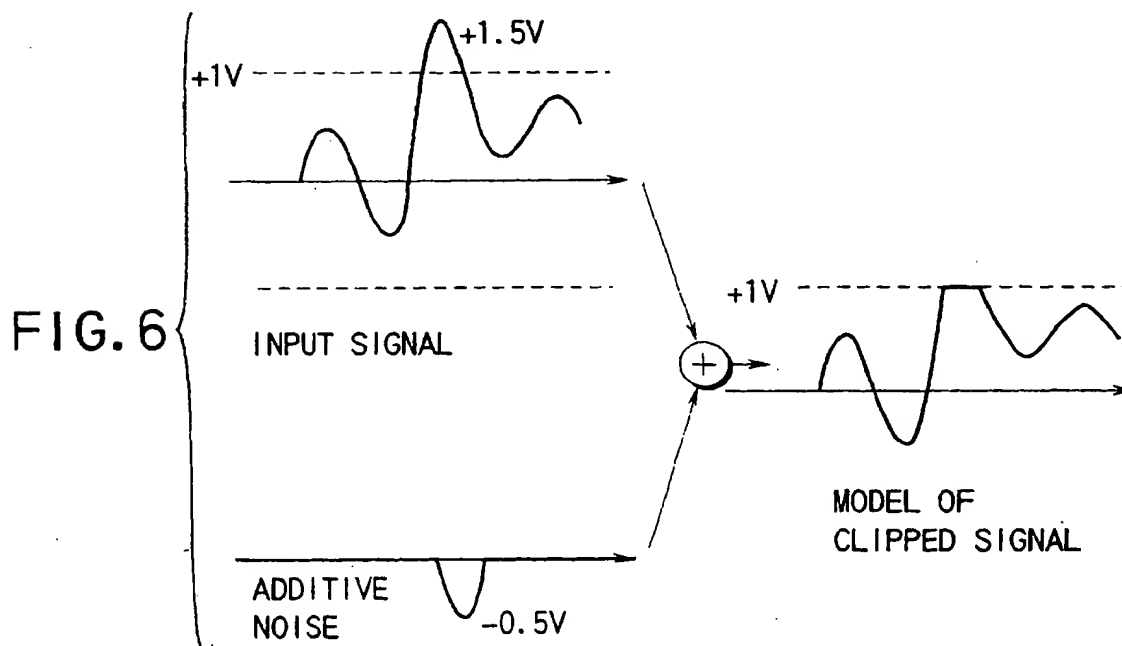 FIG. 6
+1.5V
+1V
INPUT SIGNAL
+
+1V
MODEL OF
CLIPPED SIGNAL
ADDITIVE
NOISE
-0.5V